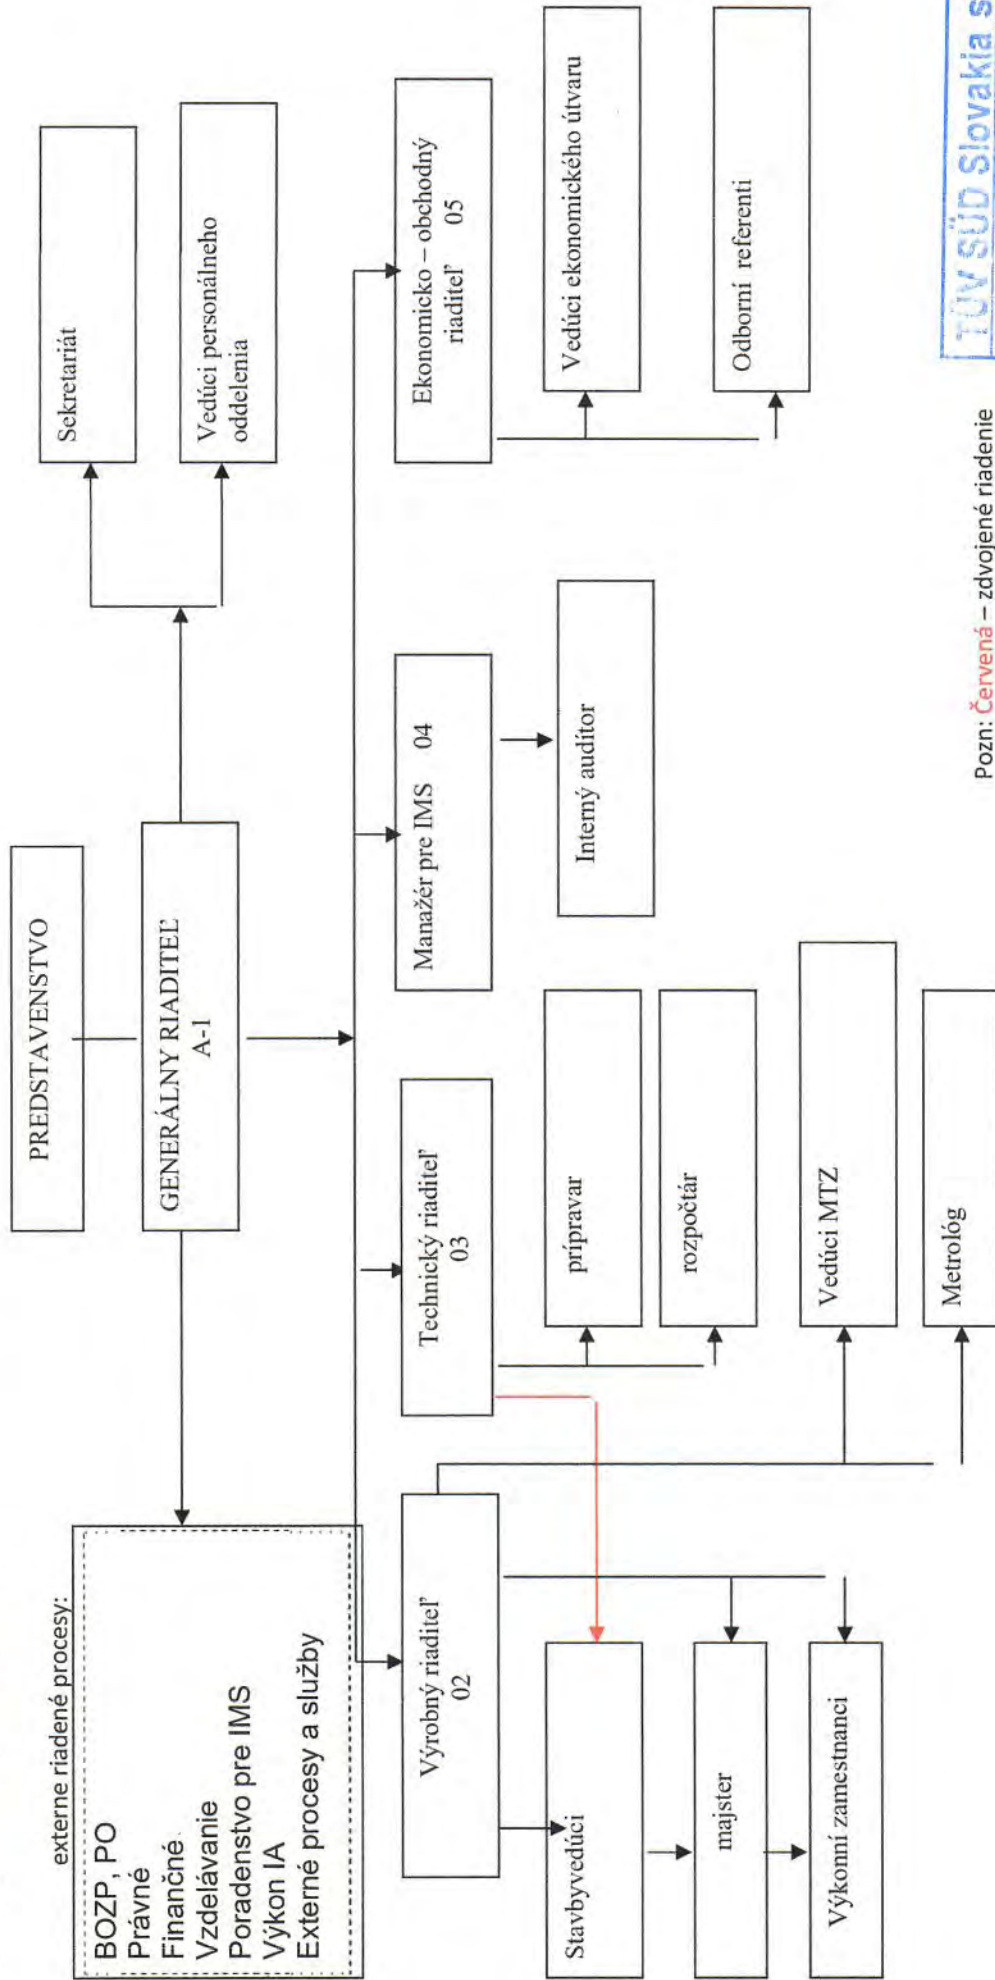 PREDSTAVENSTVO
GENERÁLNY RIADITEĽ
A-1
Sekretariát
Vedúci personálneho
oddelenia
externe riadené procesy:
BOZP, PO
Právné
Finančné
Vzdelávanie
Poradenstvo pre IMS
Výkon IA
Externé procesy a služby
Výrobný riaditeľ
02
Technický riaditeľ
03
Manažér pre IMS 04
Ekonomicko – obchodný
riaditeľ 05
Stavbyvedúci
majster
Výkonní zamestnanci
prípravar
rozpočtár
Vedúci MTZ
Metrológ
Interný audítor
Vedúci ekonomického útvaru
Odborní referenti
Pozn: Červená – zdvojené riadenie
TÜV SÜD Slovakia s